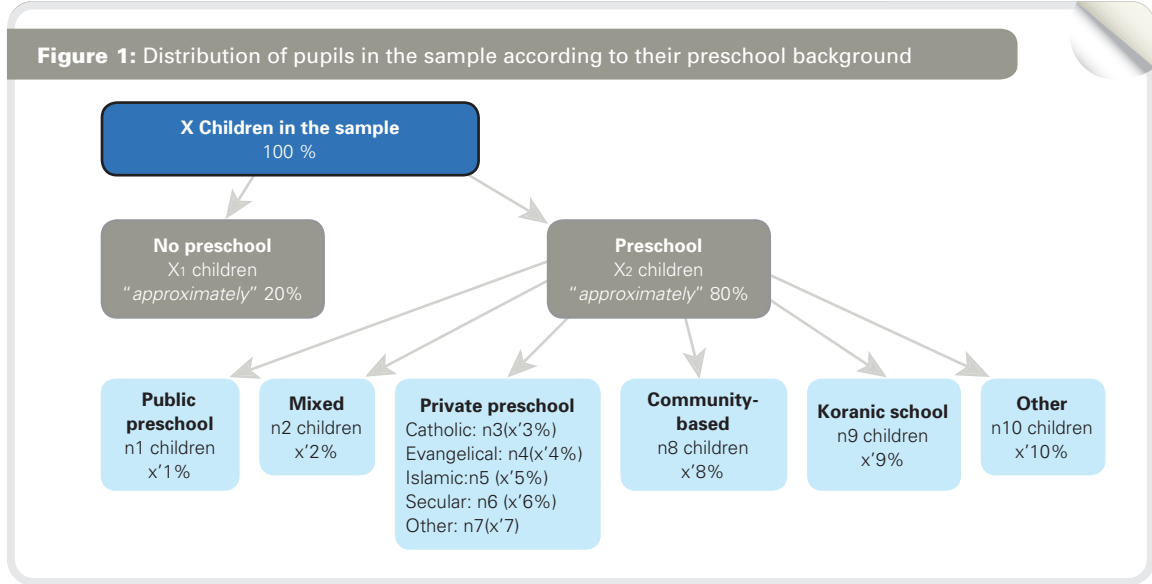 Figure 1: Distribution of pupils in the sample according to their preschool background
X Children in the sample
100 %
No preschool
X1 children
"approximately" 20%
Preschool
X2 children
"approximately" 80%
Public
preschool
n1 children
x'1%
Mixed
n2 children
x'2%
Private preschool
Catholic: n3(x'3%)
Evangelical: n4(x'4%)
Islamic:n5 (x'5%)
Secular: n6 (x'6%)
Other: n7(x'7)
Community-
based
n8 children
x'8%
Koranic school
n9 children
x'9%
Other
n10 children
x'10%